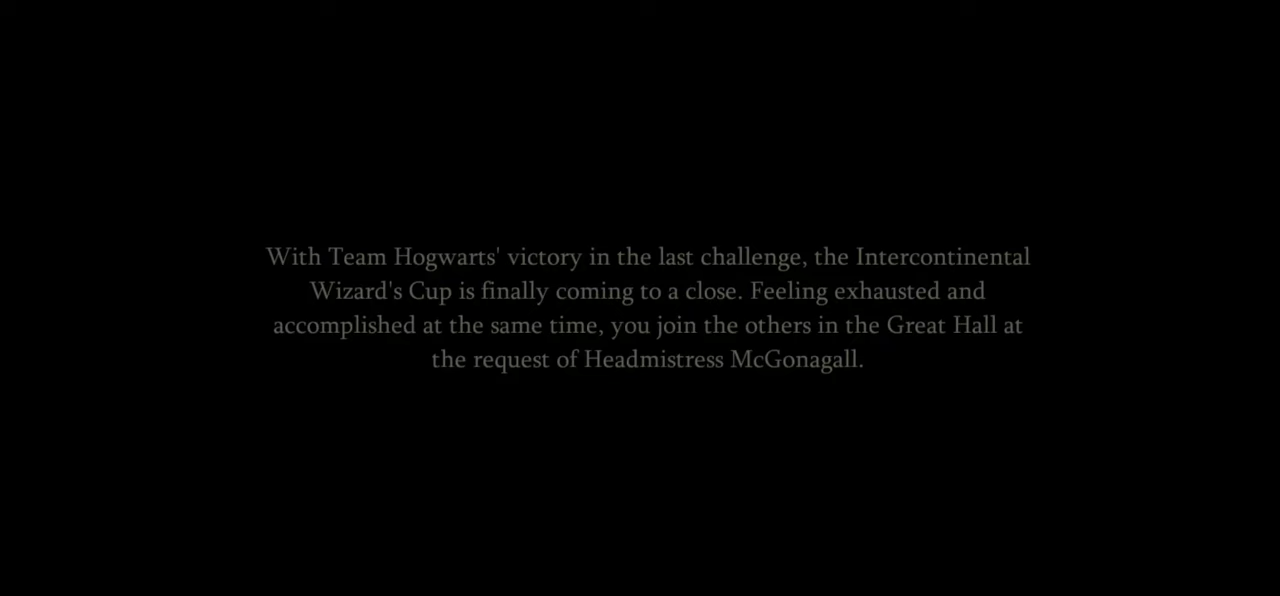 With Team Hogwarts' victory in the last challenge, the Intercontinental
Wizard's Cup is finally coming to a close. Feeling exhausted and
accomplished at the same time, you join the others in the Great Hall at
the request of Headmistress McGonagall.